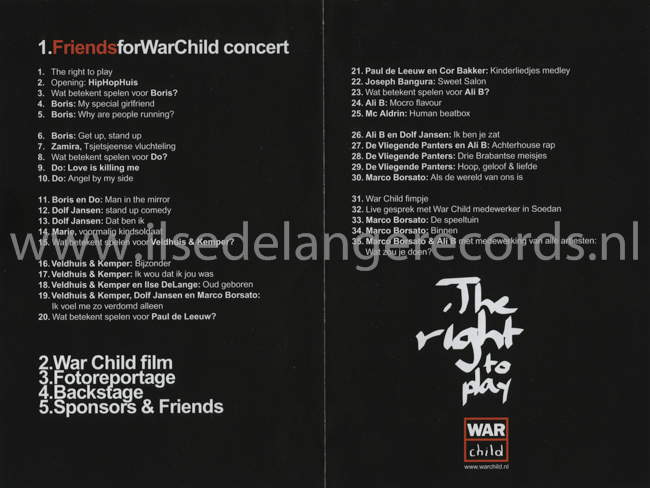 1.FriendsforWarChild concert
1. The right to play
2. Opening: HipHopHuis
3. Wat betekent spelen voor Boris?
4. Boris: My special girlfriend
5. Boris: Why are people running?
6. Boris: Get up, stand up
7. Zamira, Tsjetsjeense vluchteling
8. Wat betekent spelen voor Do?
9. Do: Love is killing me
10. Do: Angel by my side
11. Boris en Do: Man in the mirror
12. Dolf Jansen: stand up comedy
13. Dolf Jansen: Dat ben ik
14. Marie, voormalig kindsoldaat
15. Wat betekent spelen voor Veldhuis & Kemper?
16. Veldhuis & Kemper: Bijzonder
17. Veldhuis & Kemper: Ik wou dat ik jou was
18. Veldhuis & Kemper en Ilse DeLange: Oud geboren
19. Veldhuis & Kemper, Dolf Jansen en Marco Borsato:
Ik voel me zo verdomd alleen
20. Wat betekent spelen voor Paul de Leeuw?
2.War Child film
3.Fotoreportage
4.Backstage
5.Sponsors & Friends
21. Paul de Leeuw en Cor Bakker: Kinderliedjes medley
22. Joseph Bangura: Sweet Salon
23. Wat betekent spelen voor Ali B?
24. Ali B: Mocro flavour
25. Mc Aldrin: Human beatbox
26. Ali B en Dolf Jansen: Ik ben je zat
27. De Vliegende Panters en Ali B: Achterhouse rap
28. De Vliegende Panters: Drie Brabantse meisjes
29. De Vliegende Panters: Hoop, geloof & liefde
30. Marco Borsato: Als de wereld van ons is
31. War Child fimpje
32. Live gesprek met War Child medewerker in Soedan
33. Marco Borsato: De speeltuin
34. Marco Borsato: Binnen
35. Marco Borsato & Ali B met medewerking van alle artiesten:
Wat zou je doen?
The
right
to
play
WAR
child
www.warchild.nl
www.ilsedelangerecords.nl